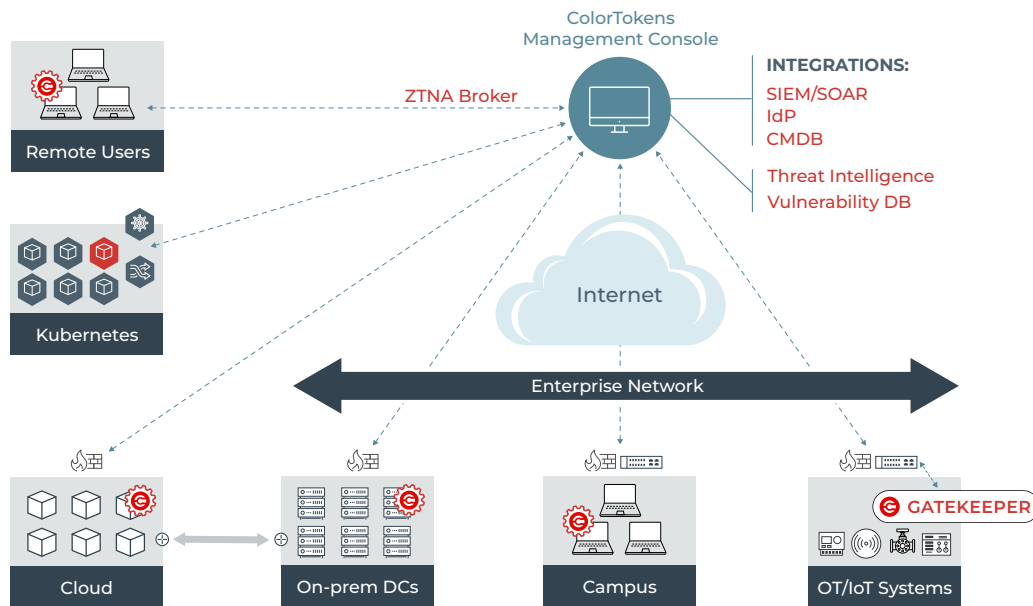 ColorTokens
Management Console
INTEGRATIONS:
SIEM/SOAR
IdP
CMDB
Threat Intelligence
Vulnerability DB
ZTNA Broker
Remote Users
Kubernetes
Internet
Enterprise Network
GATEKEEPER
Cloud
On-prem DCs
Campus
OT/IoT Systems